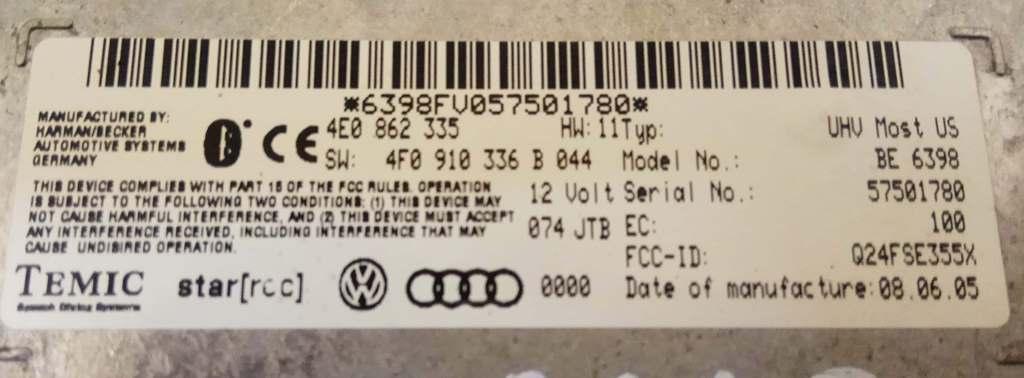 *6398FV057501780*
MANUFACTURED BY:
HARMAN/BECKER
AUTOMOTIVE SYSTEMS
GERMANY
CE
4E0 862 335 HW:11
SW: 4F0 910 336 B 044
12 Volt
074 JTB
Typ: UHV Most US
Model No.: BE 6398
Serial No.: 57501780
EC: 100
FCC-ID: Q24FSE355X
Date of manufacture: 08.06.05
THIS DEVICE COMPLIES WITH PART 15 OF THE FCC RULES. OPERATION
IS SUBJECT TO THE FOLLOWING TWO CONDITIONS: (1) THIS DEVICE MAY
NOT CAUSE HARMFUL INTERFERENCE, AND (2) THIS DEVICE MUST ACCEPT
ANY INTERFERENCE RECEIVED, INCLUDING INTERFERENCE THAT MAY
CAUSE UNDISIRED OPERATION.
TEMIC
star[rec]
VW
0000